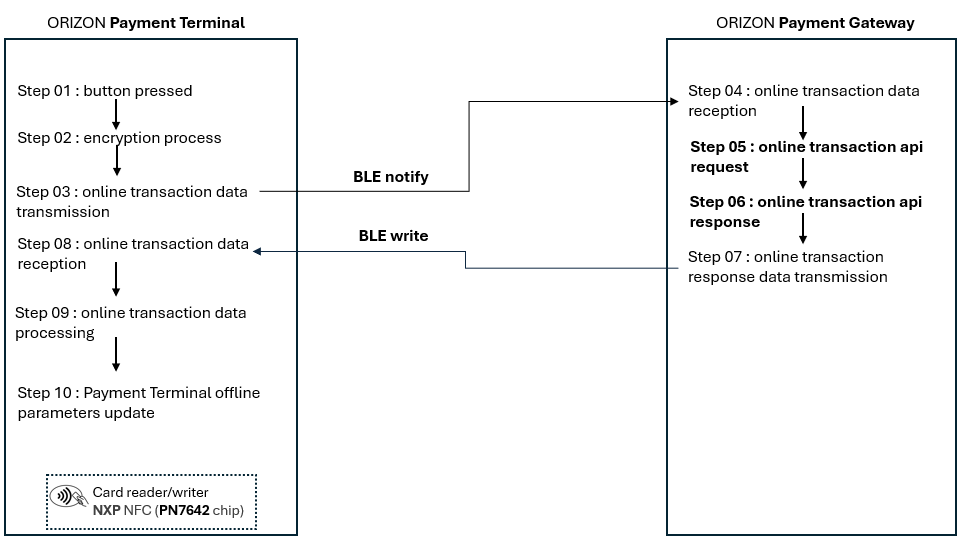 ORIZON Payment Terminal
Step 01 : button pressed
Step 02 : encryption process
Step 03 : online transaction data
transmission
Step 08 : online transaction data
reception
Step 09 : online transaction data
processing
Step 10 : Payment Terminal offline
parameters update
Card reader/writer
NXP NFC (PN7642 chip)
BLE notify
BLE write
ORIZON Payment Gateway
Step 04 : online transaction data
reception
Step 05 : online transaction api
request
Step 06 : online transaction api
response
Step 07 : online transaction
response data transmission